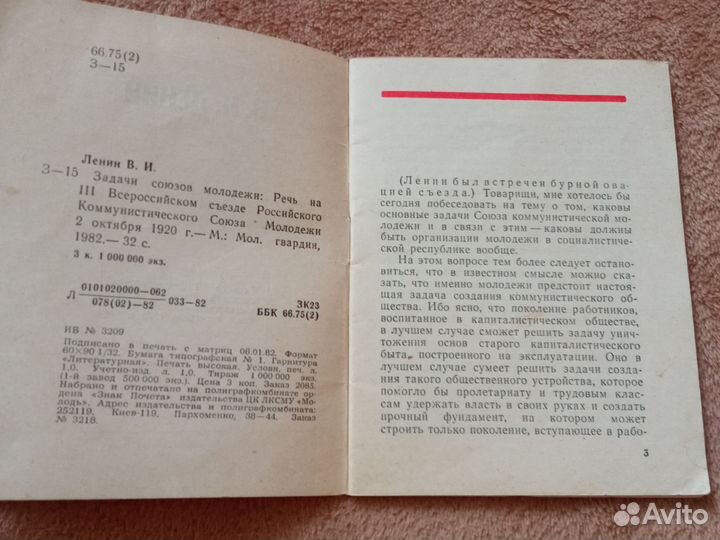 66.75(2)
З—15
Ленин В. И.
З—15 Задачи союзов молодежи: Речь на
III Всероссийском съезде Российского
Коммунистического Союза Молодежи
2 октября 1920 г.— М.: Мол. гвардия,
1982.— 32 с.
3 к. 1 000 000 экз.
Л 0101020000—062
078(02)—82
033—82
ЗК23
ББК 66.75(2)
ИВ № 3209
Подписано в печать с матриц 06.01.82. Формат
60×90 1/32. Бумага типографская № 1. Гарнитура
«Литературная». Печать высокая. Условн. печ. л.
1,0. Учетно-изд. л. 1,0. Тираж 1 000 000 экз.
(1-й завод 500 000 экз.) Цена 3 коп. Заказ 2085.
Набрано и отпечатано на полиграфкомбинате ор-
дена «Знак Почета» издательства ЦК ЛКСМУ «Мо-
лодь». Адрес издательства и полиграфкомбината:
252119. Киев-119. Пархоменко, 38—44. Заказ
№ 3218.
(Ленин был встречен бурной ова-
цией съезда.) Товарищи, мне хотелось бы
сегодня побеседовать на тему о том, каковы
основные задачи Союза коммунистической мо-
лодежи и в связи с этим — каковы должны
быть организации молодежи в социалистиче-
ской республике вообще.
На этом вопросе тем более следует остано-
виться, что в известном смысле можно ска-
зать, что именно молодежи предстоит настоя-
щая задача создания коммунистического об-
щества. Ибо ясно, что поколение работников,
воспитанное в капиталистическом обществе,
в лучшем случае сможет решить задачу уни-
чтожения основ старого капиталистического
быта, построенного на эксплуатации. Оно в
лучшем случае сумеет решить задачи созда-
ния такого общественного устройства, которое
помогло бы пролетариату и трудовым клас-
сам удержать власть в своих руках и создать
прочный фундамент, на котором может
строить только поколение, вступающее в рабо-
3
Avito